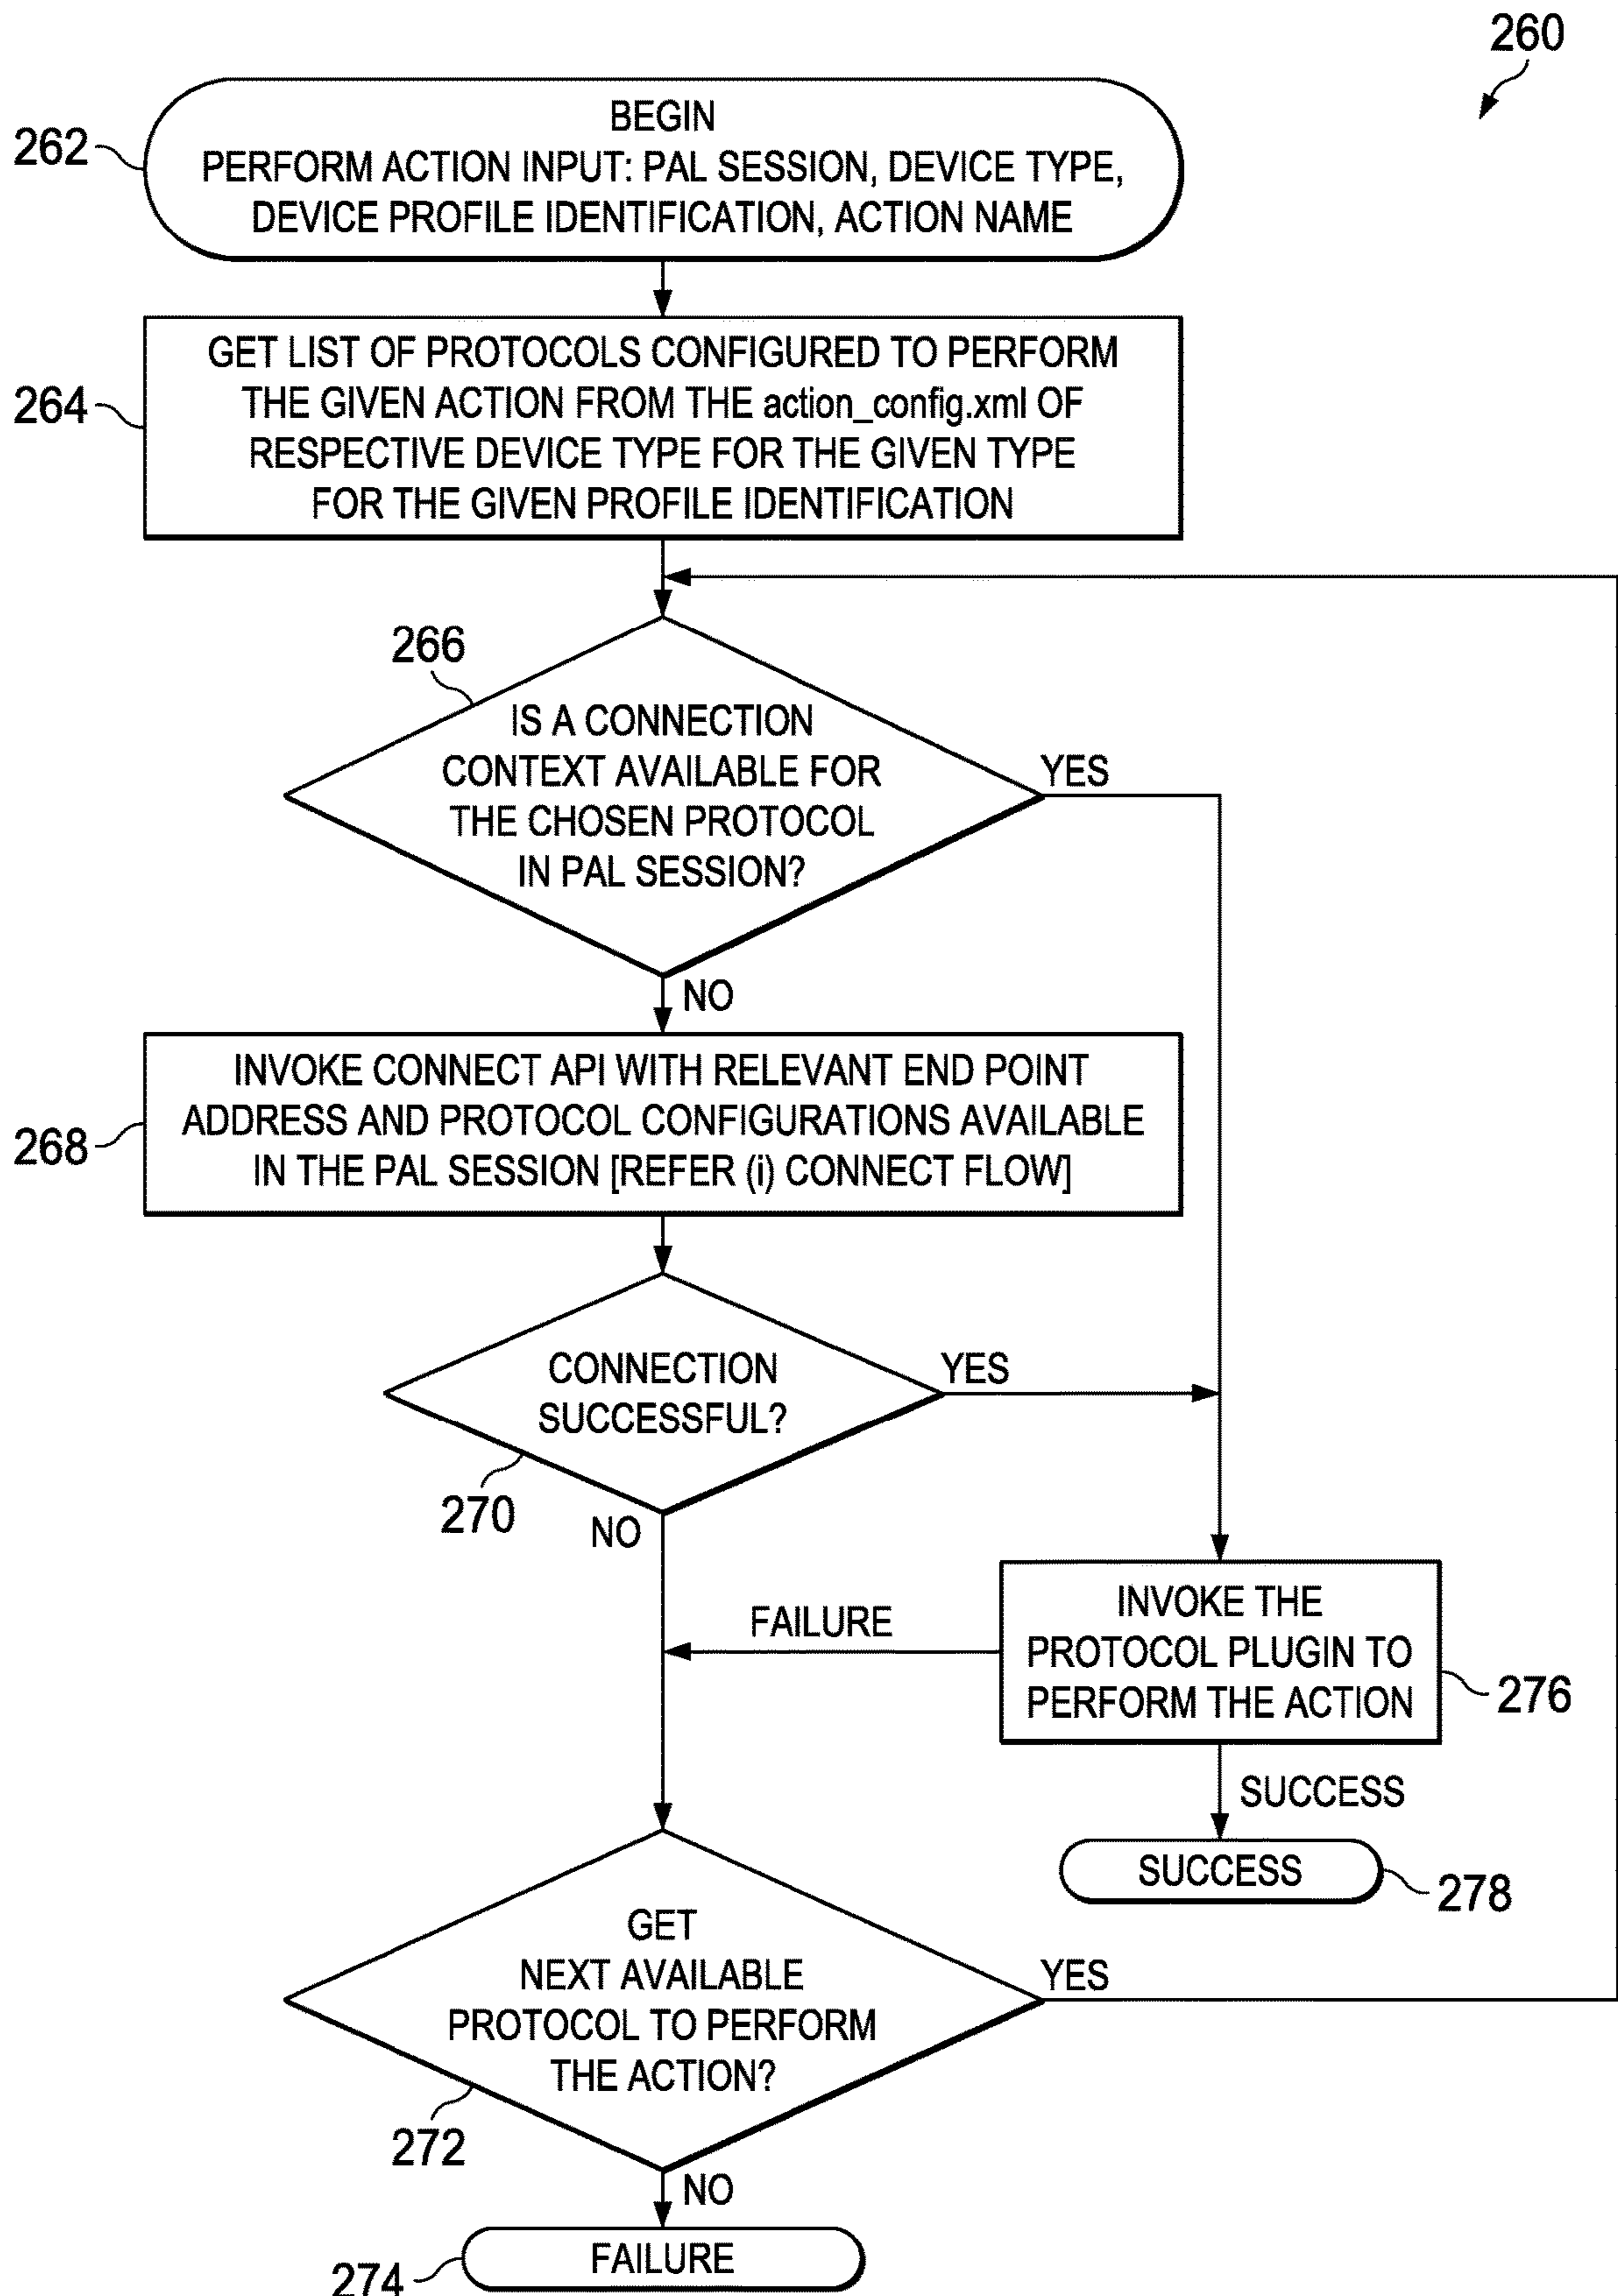 260
262
BEGIN
PERFORM ACTION INPUT: PAL SESSION, DEVICE TYPE,
DEVICE PROFILE IDENTIFICATION, ACTION NAME
264
GET LIST OF PROTOCOLS CONFIGURED TO PERFORM
THE GIVEN ACTION FROM THE action_config.xml OF
RESPECTIVE DEVICE TYPE FOR THE GIVEN TYPE
FOR THE GIVEN PROFILE IDENTIFICATION
266
IS A CONNECTION
CONTEXT AVAILABLE FOR
THE CHOSEN PROTOCOL
IN PAL SESSION?
YES
NO
268
INVOKE CONNECT API WITH RELEVANT END POINT
ADDRESS AND PROTOCOL CONFIGURATIONS AVAILABLE
IN THE PAL SESSION [REFER (i) CONNECT FLOW]
CONNECTION
SUCCESSFUL?
YES
270
NO
FAILURE
INVOKE THE
PROTOCOL PLUGIN TO
PERFORM THE ACTION
276
SUCCESS
SUCCESS
278
GET
NEXT AVAILABLE
PROTOCOL TO PERFORM
THE ACTION?
YES
272
NO
FAILURE
274